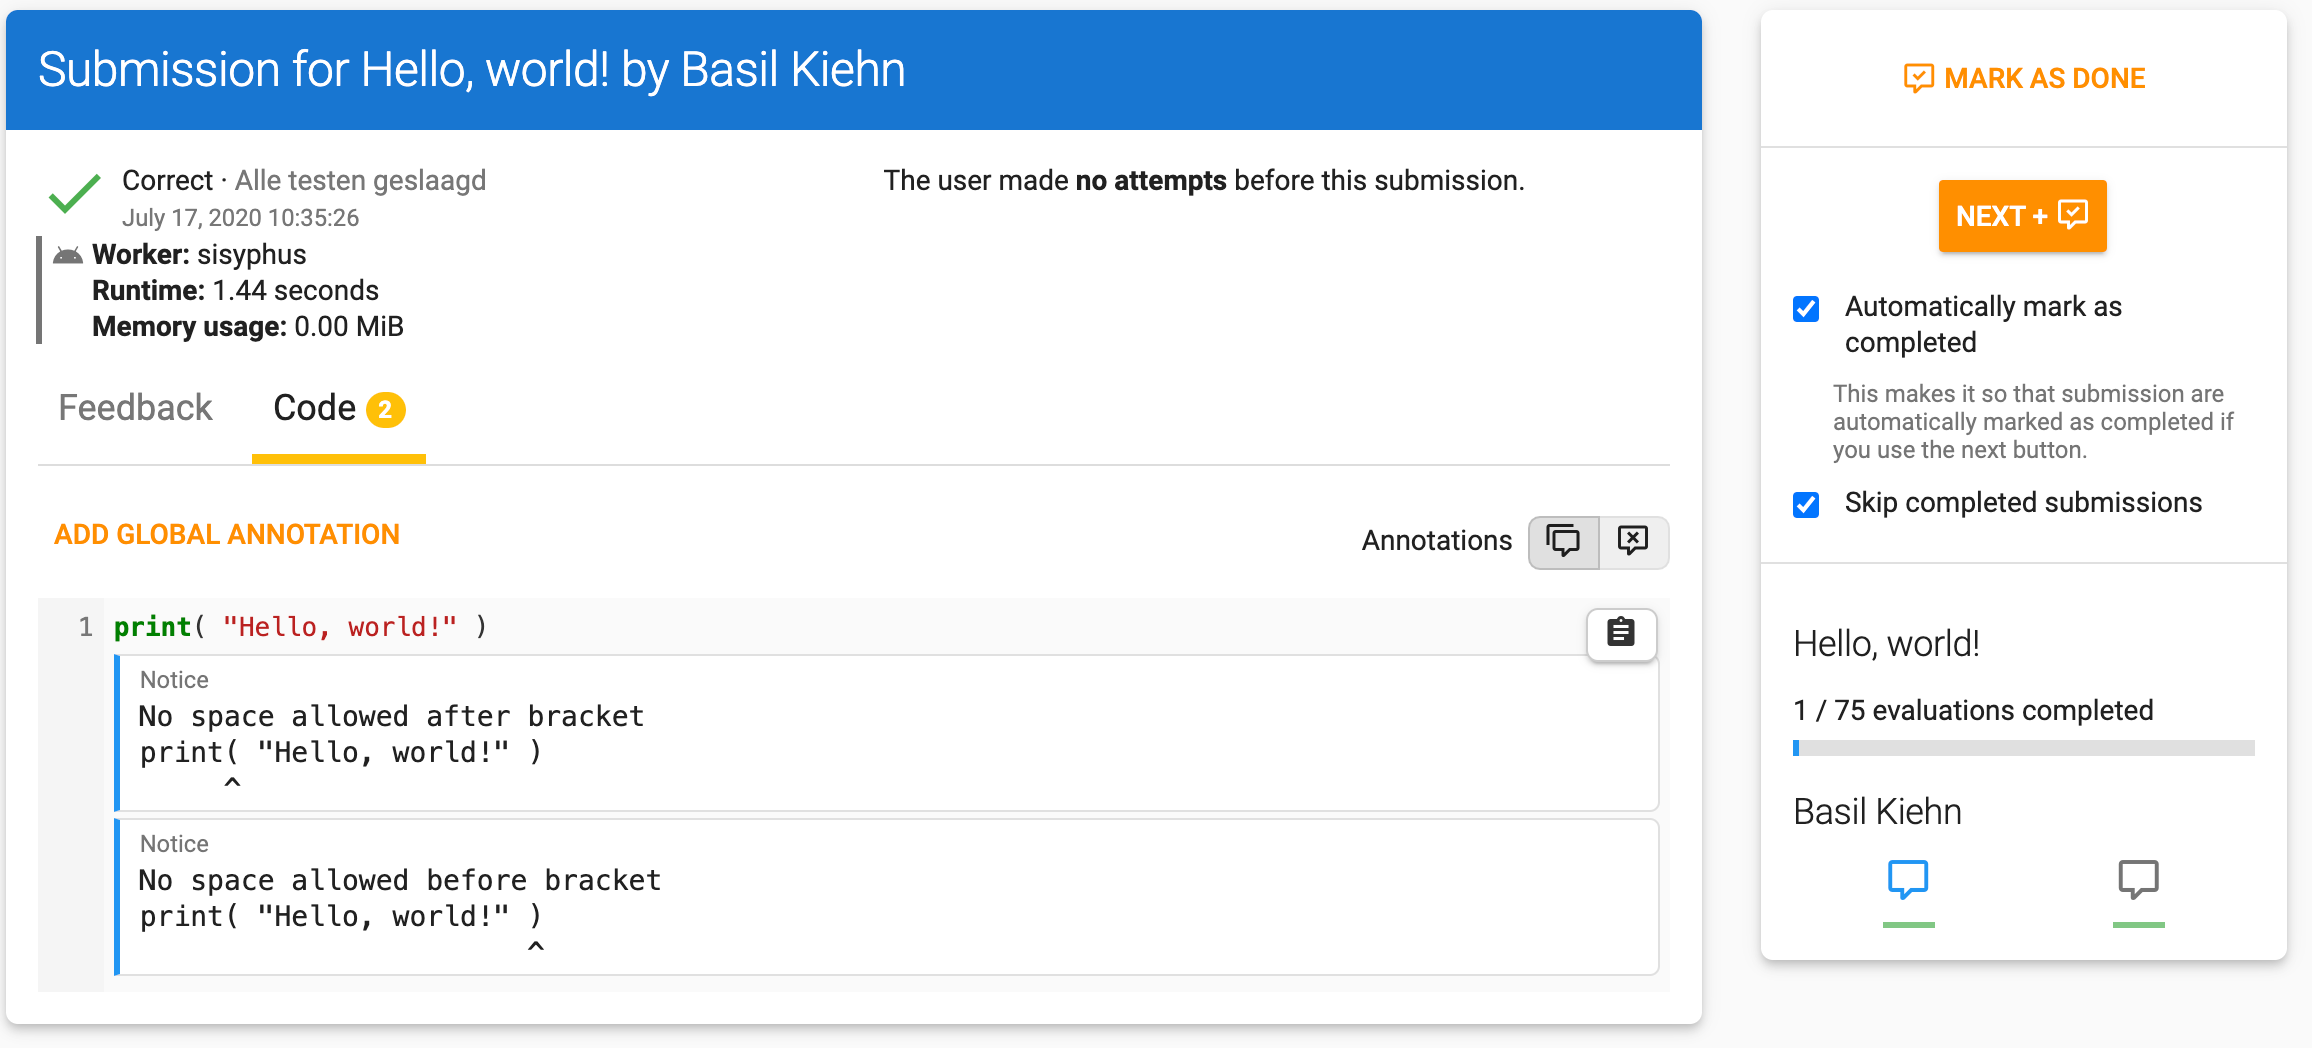 Submission for Hello, world! by Basil Kiehn
Correct · Alle testen geslaagd
July 17, 2020 10:35:26
Worker: sisyphus
Runtime: 1.44 seconds
Memory usage: 0.00 MiB
The user made no attempts before this submission.
Feedback
Code 2
ADD GLOBAL ANNOTATION
Annotations
1 print( "Hello, world!" )
Notice
No space allowed after bracket
print( "Hello, world!" )
^
Notice
No space allowed before bracket
print( "Hello, world!" )
^
MARK AS DONE
NEXT +
Automatically mark as
completed
This makes it so that submission are
automatically marked as completed if
you use the next button.
Skip completed submissions
Hello, world!
1 / 75 evaluations completed
Basil Kiehn